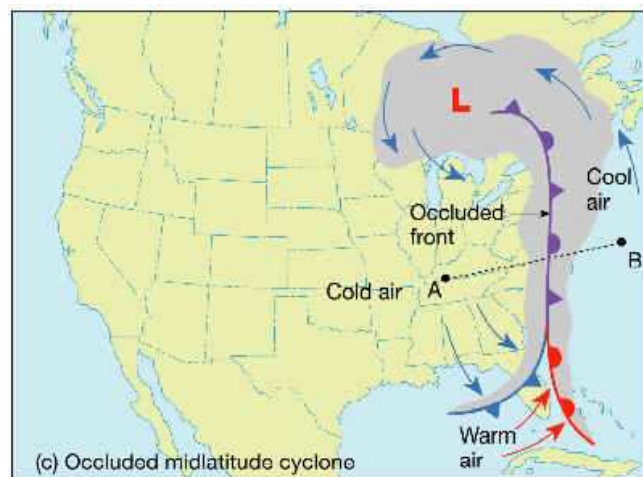 L
Cool
air
Occluded
front
B
A
Cold air
Warm
air
(c) Occluded midlatitude cyclone